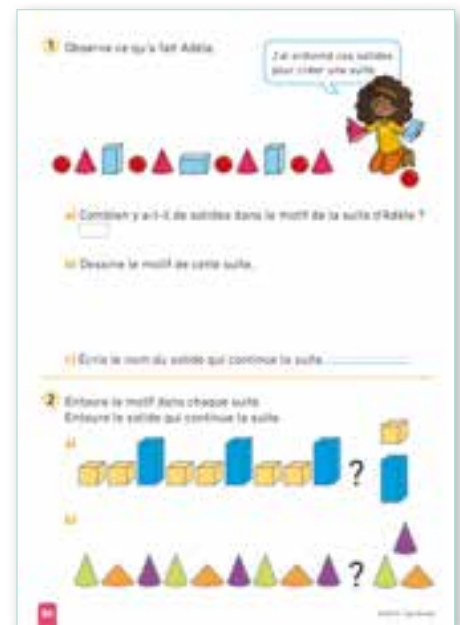 1 Observe ce qu'a fait Adèle.
J'ai ordonné ces solides
pour créer une suite.
a) Combien y a-t-il de solides dans le motif de la suite d'Adèle ?
b) Dessine le motif de cette suite.
c) Écris le nom du solide qui continue la suite.
2 Entoure le motif dans chaque suite.
Entoure le solide qui continue la suite.
a)
?
b)
?